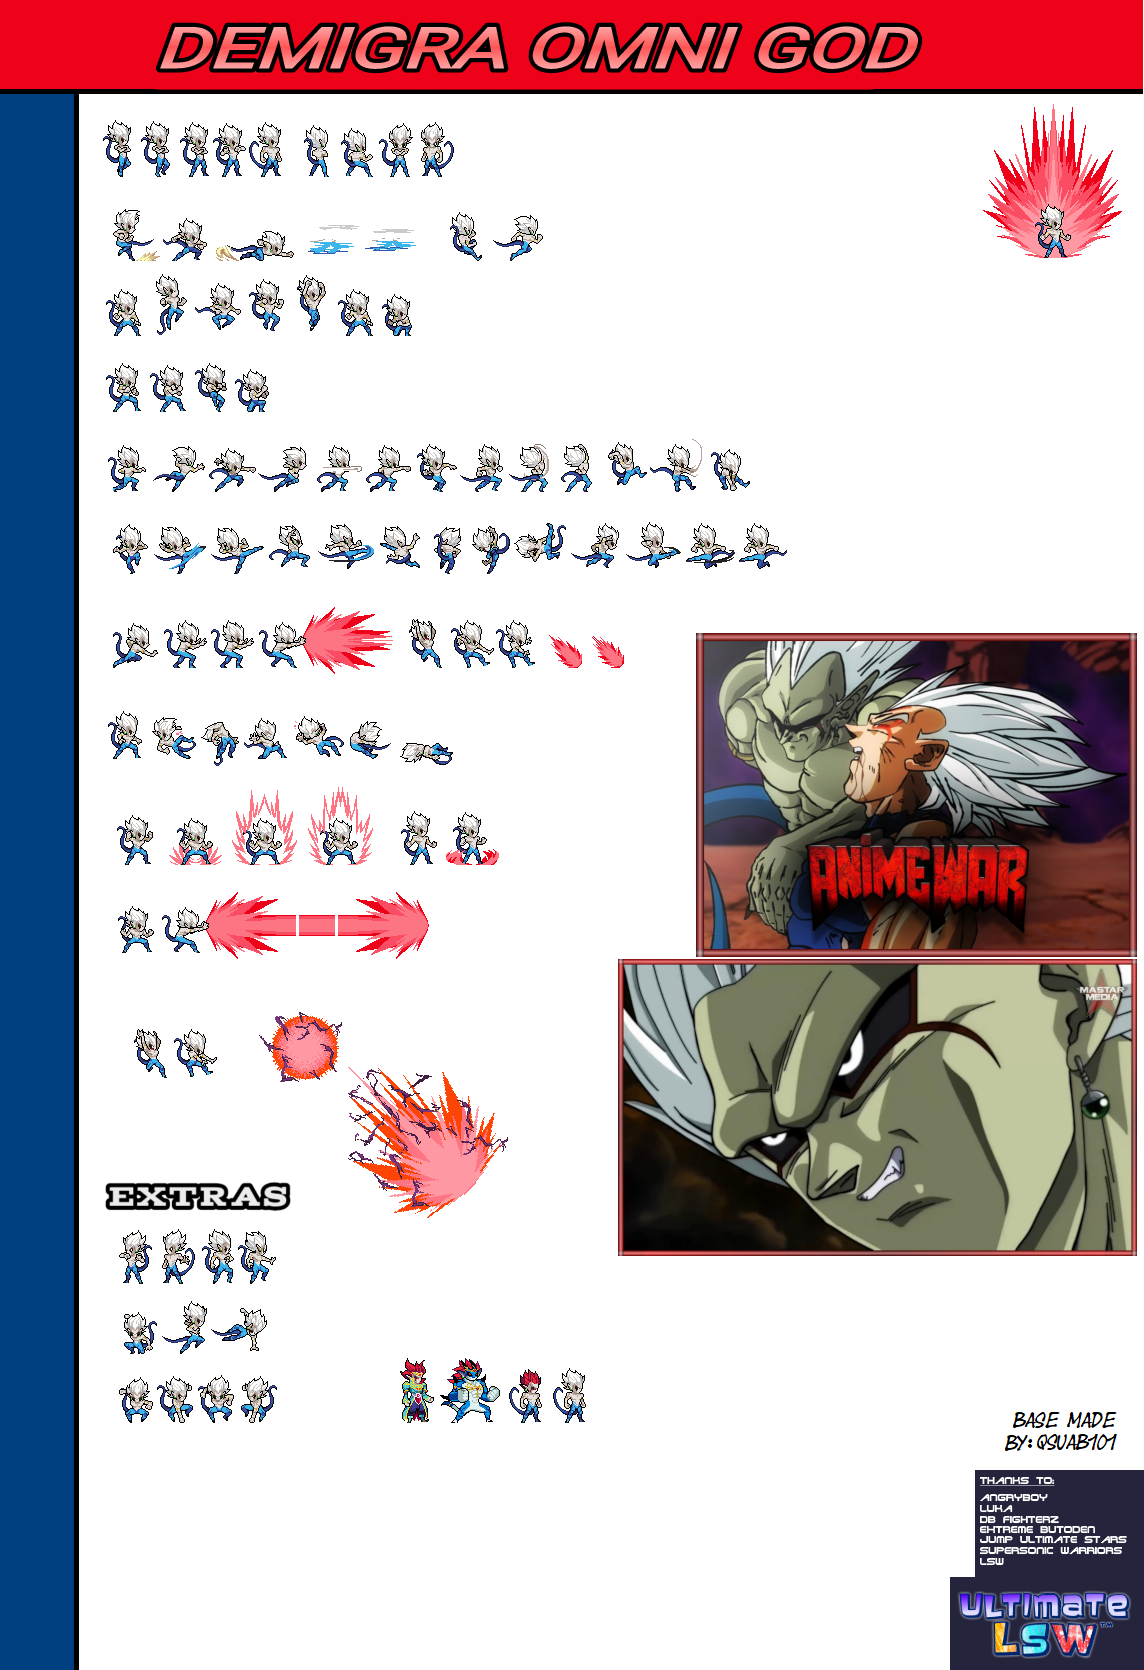 DEMIGRA OMNI GOD
ANIME WAR
MASTAR
MEDIA
EXTRAS
BASE MADE
BY: QSUAB101
THANKS TO:
ANGRYBOY
LUKA
DB FIGHTERZ
EXTREME BUTODEN
JUMP ULTIMATE STARS
SUPERSONIC WARRIORS
LSW
ULTIMATE
LSW™